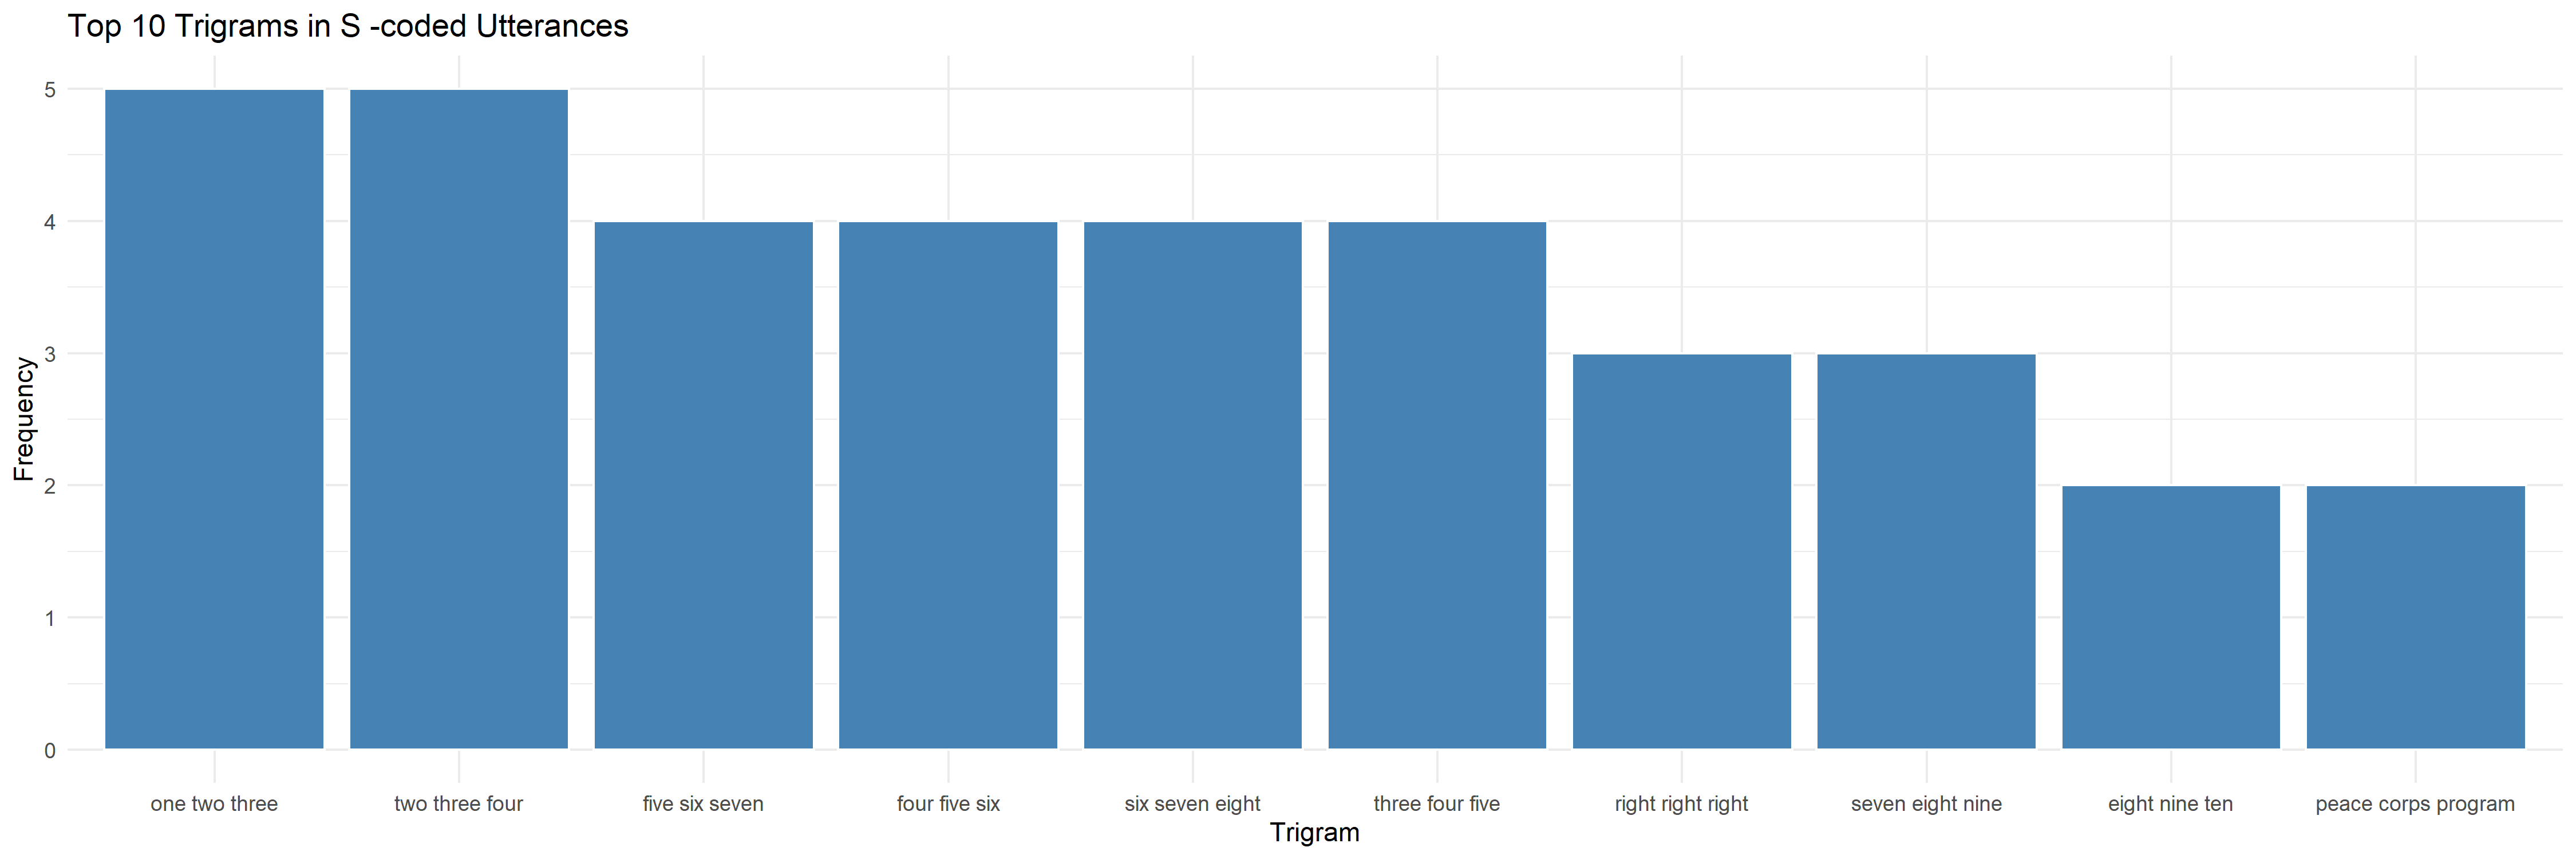 Top 10 Trigrams in S -coded Utterances
Frequency
5
4
3
2
1
0
one two three two three four five six seven four five six six seven eight three four five right right right seven eight nine eight nine ten peace corps program
Trigram